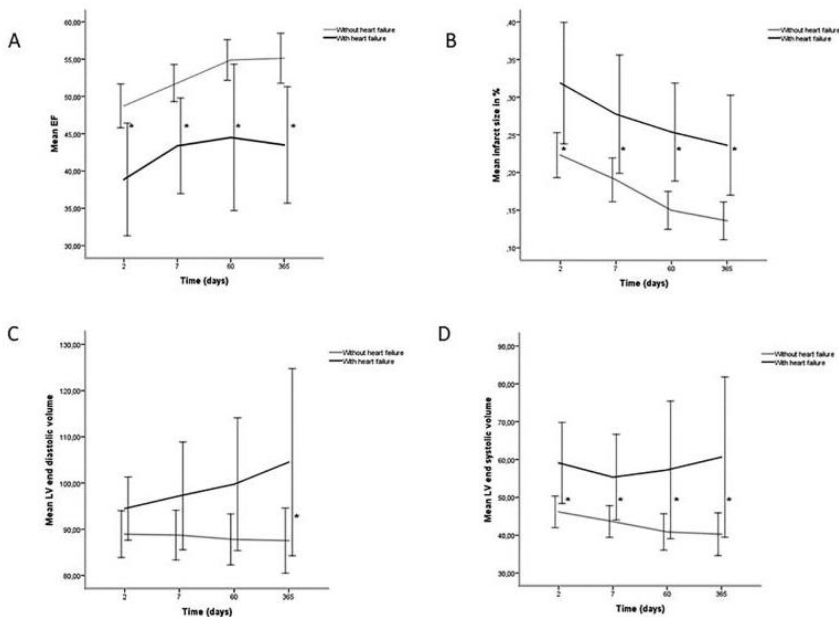 A
60,00
55,00
50,00
45,00
40,00
35,00
30,00
Mean EF
2
7
60
365
Time (days)
Without heart failure
With heart failure
*
*
*
*
B
,40
,35
,30
,25
,20
,15
,10
Mean infarct size in %
2
7
60
365
Time (days)
Without heart failure
With heart failure
*
*
*
*
C
130,00
120,00
110,00
100,00
90,00
80,00
Mean LV end diastolic volume
2
7
60
365
Time (days)
Without heart failure
With heart failure
*
D
90,00
80,00
70,00
60,00
50,00
40,00
30,00
Mean LV end systolic volume
2
7
60
365
Time (days)
Without heart failure
With heart failure
*
*
*
*